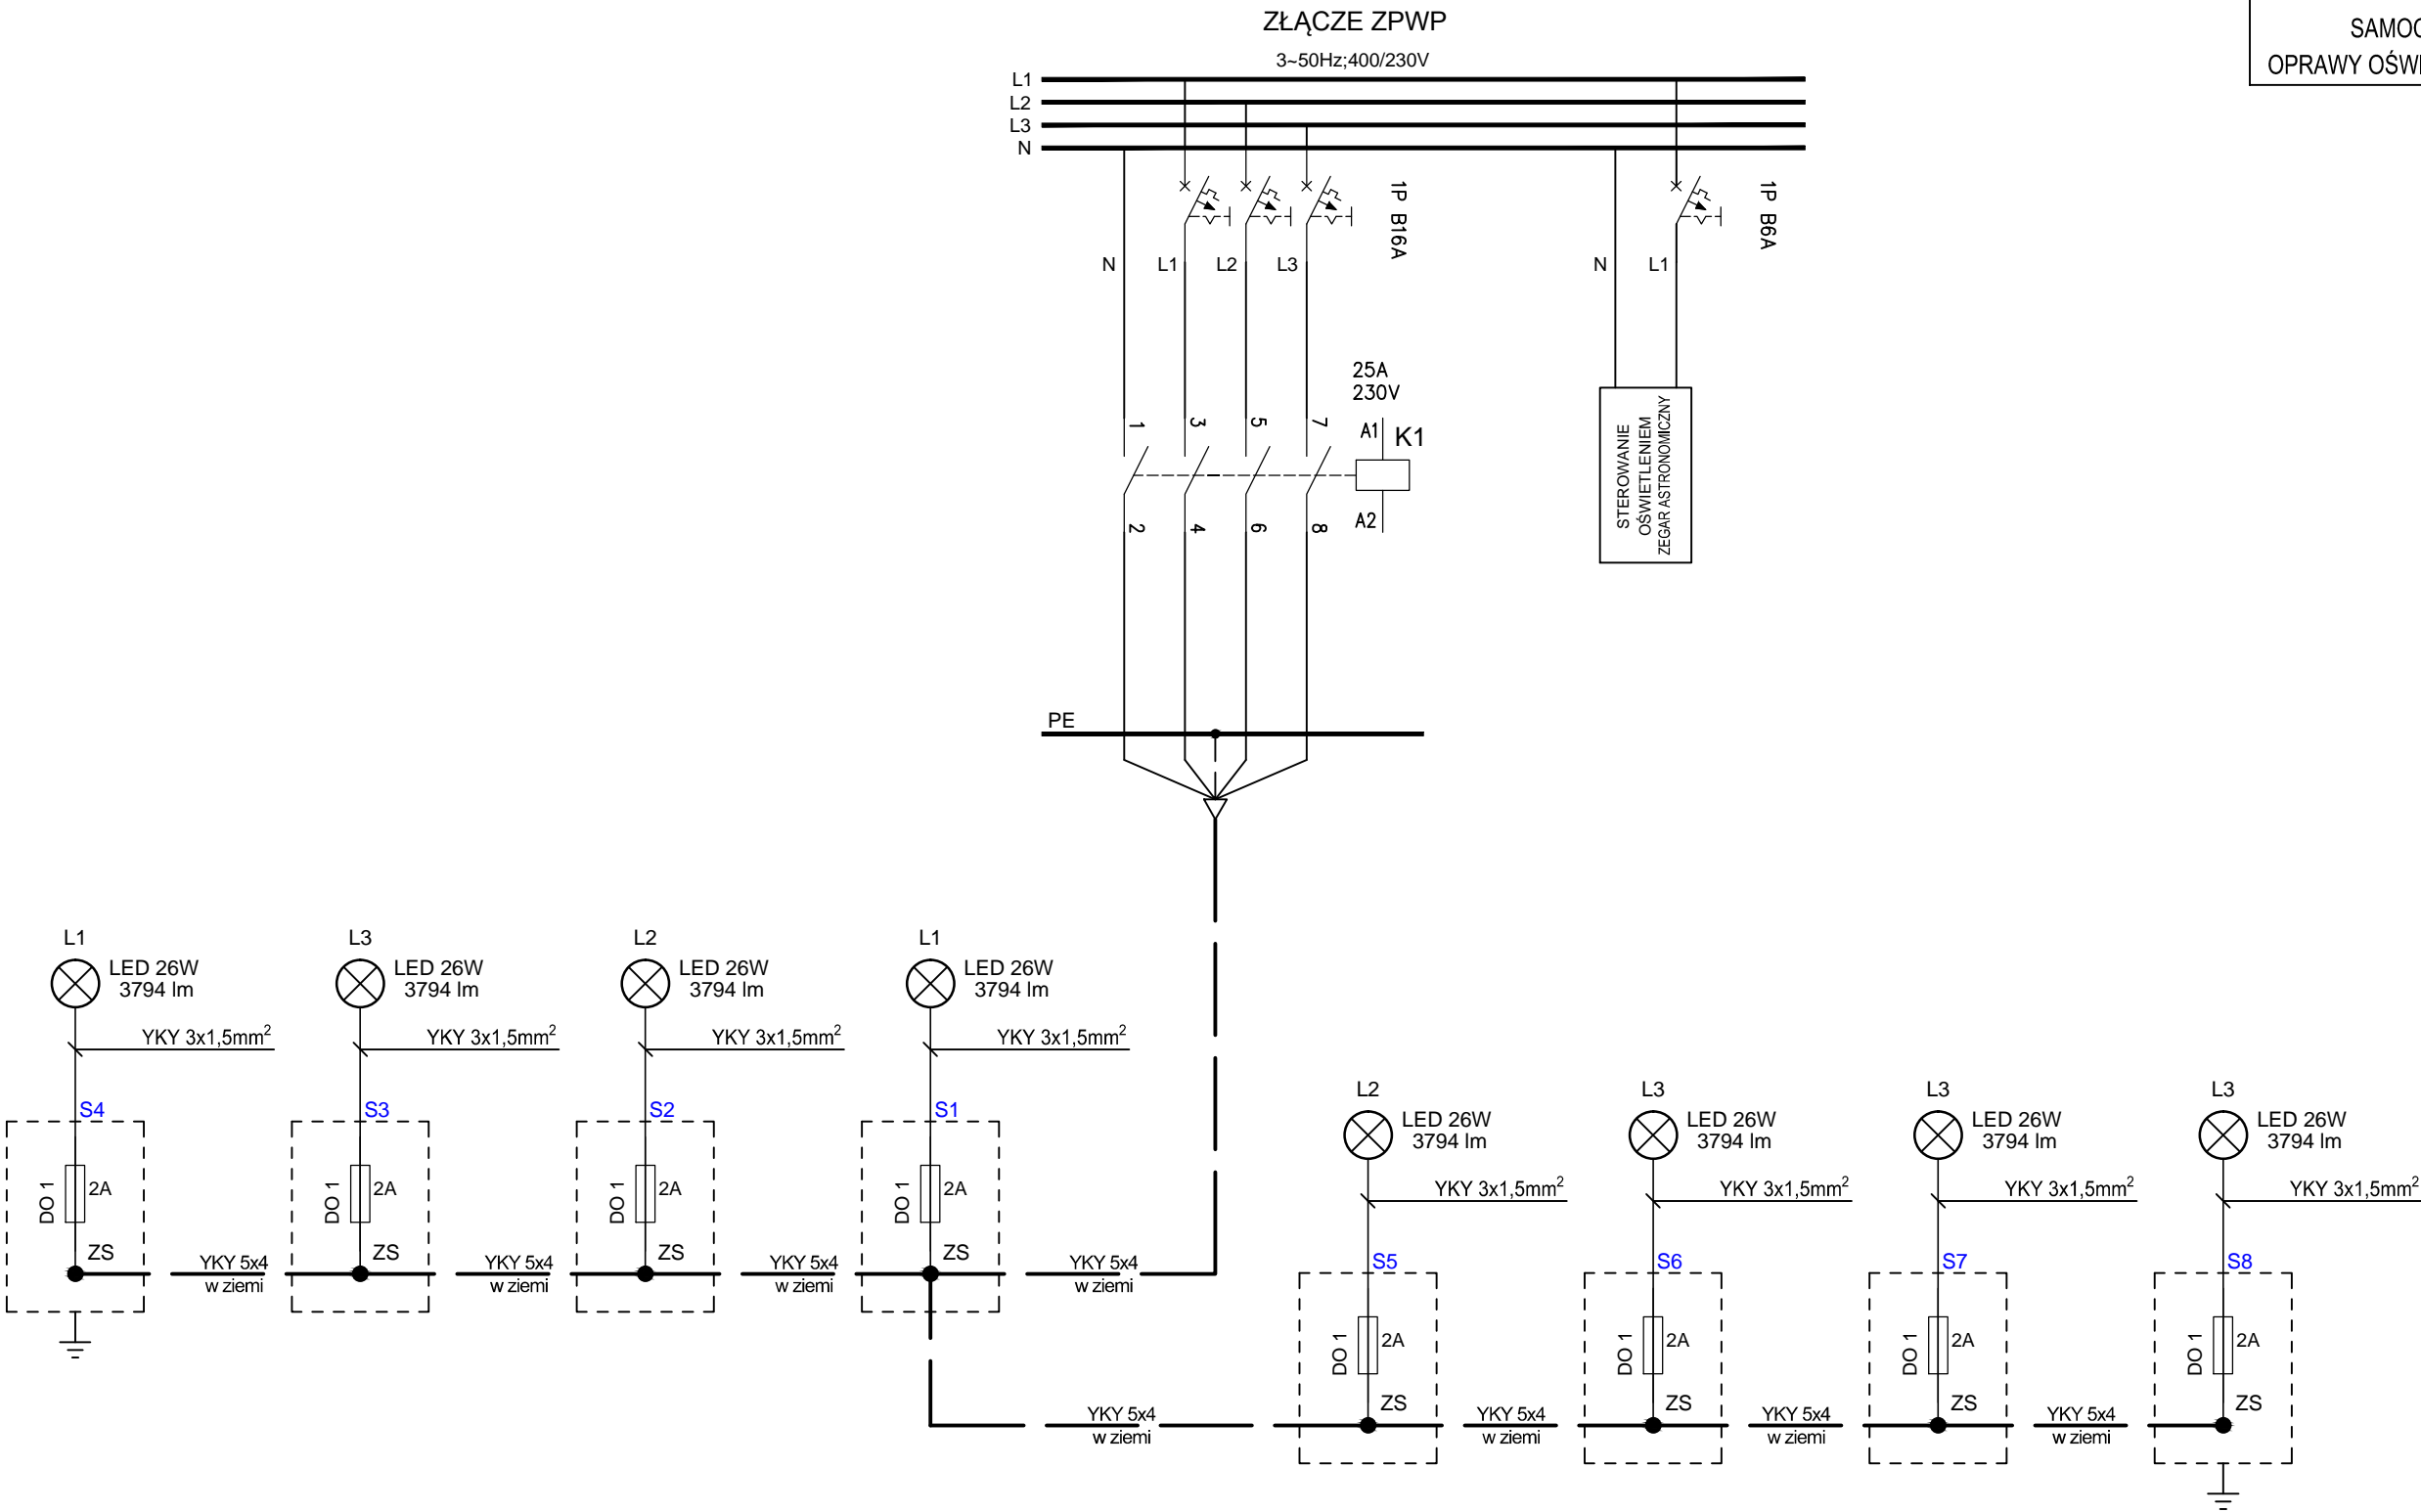 ZŁĄCZE ZPWP
3~50Hz;400/230V
SAMOC
OPRAWY OŚWI
L1
L2
L3
N
1P B16A
1P B6A
N
L1
L2
L3
N
L1
25A
230V
1
3
5
7
A1
K1
2
4
6
8
A2
STEROWANIE
OŚWIETLENIEM
ZEGAR ASTRONOMICZNY
PE
L1
LED 26W
3794 lm
YKY 3x1,5mm²
S4
DO 1
2A
ZS
YKY 5x4
w ziemi
L3
LED 26W
3794 lm
YKY 3x1,5mm²
S3
DO 1
2A
ZS
YKY 5x4
w ziemi
L2
LED 26W
3794 lm
YKY 3x1,5mm²
S2
DO 1
2A
ZS
YKY 5x4
w ziemi
L1
LED 26W
3794 lm
YKY 3x1,5mm²
S1
DO 1
2A
ZS
YKY 5x4
w ziemi
YKY 5x4
w ziemi
L2
LED 26W
3794 lm
YKY 3x1,5mm²
S5
DO 1
2A
ZS
YKY 5x4
w ziemi
L3
LED 26W
3794 lm
YKY 3x1,5mm²
S6
DO 1
2A
ZS
YKY 5x4
w ziemi
L3
LED 26W
3794 lm
YKY 3x1,5mm²
S7
DO 1
2A
ZS
YKY 5x4
w ziemi
L3
LED 26W
3794 lm
YKY 3x1,5mm²
S8
DO 1
2A
ZS